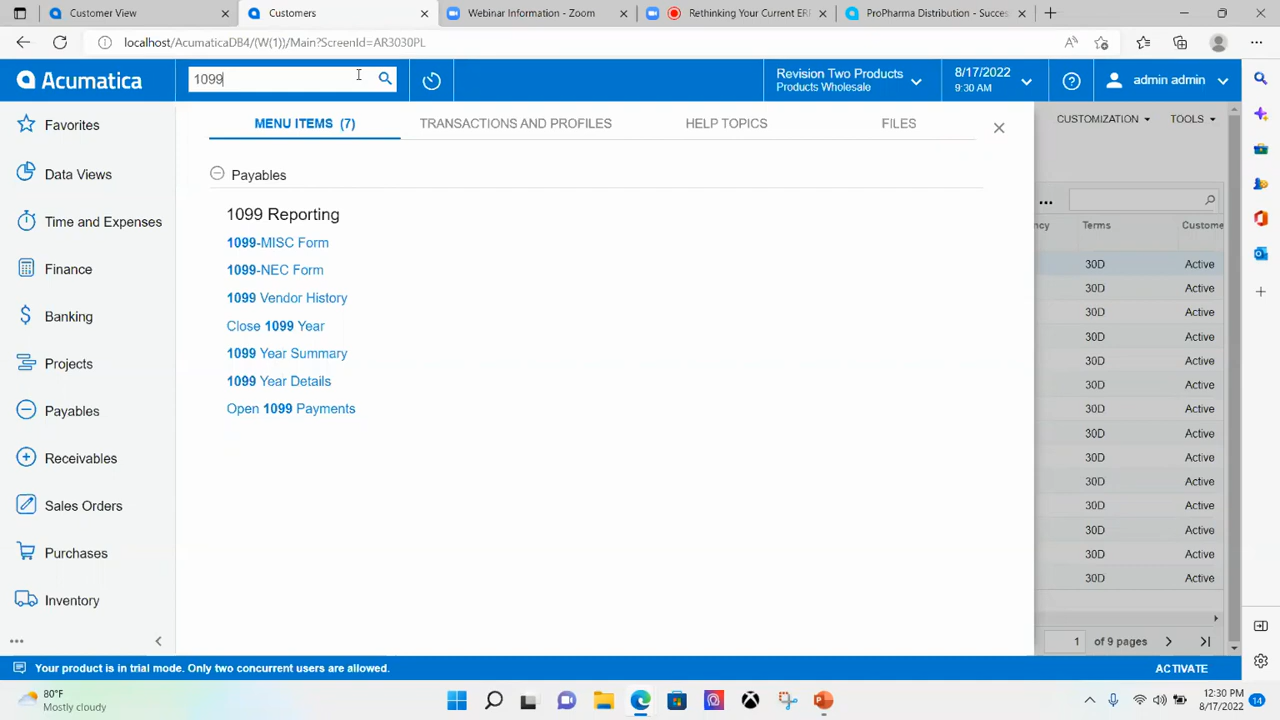 Customer View
Customers
Webinar Information - Zoom
Rethinking Your Current ERP
ProPharma Distribution - Succes
localhost/AcumaticaDB4/(W(1))/Main?ScreenId=AR3030PL
Acumatica
1099
Revision Two Products
Products Wholesale
8/17/2022
9:30 AM
admin admin
Favorites
Data Views
Time and Expenses
Finance
Banking
Projects
Payables
Receivables
Sales Orders
Purchases
Inventory
MENU ITEMS (7)
TRANSACTIONS AND PROFILES
HELP TOPICS
FILES
Payables
1099 Reporting
1099-MISC Form
1099-NEC Form
1099 Vendor History
Close 1099 Year
1099 Year Summary
1099 Year Details
Open 1099 Payments
CUSTOMIZATION
TOOLS
ncy Terms Custome
30D Active
30D Active
30D Active
30D Active
30D Active
30D Active
30D Active
30D Active
30D Active
30D Active
30D Active
30D Active
30D Active
30D Active
1 of 9 pages
Your product is in trial mode. Only two concurrent users are allowed.
ACTIVATE
80°F
Mostly cloudy
12:30 PM
8/17/2022
14